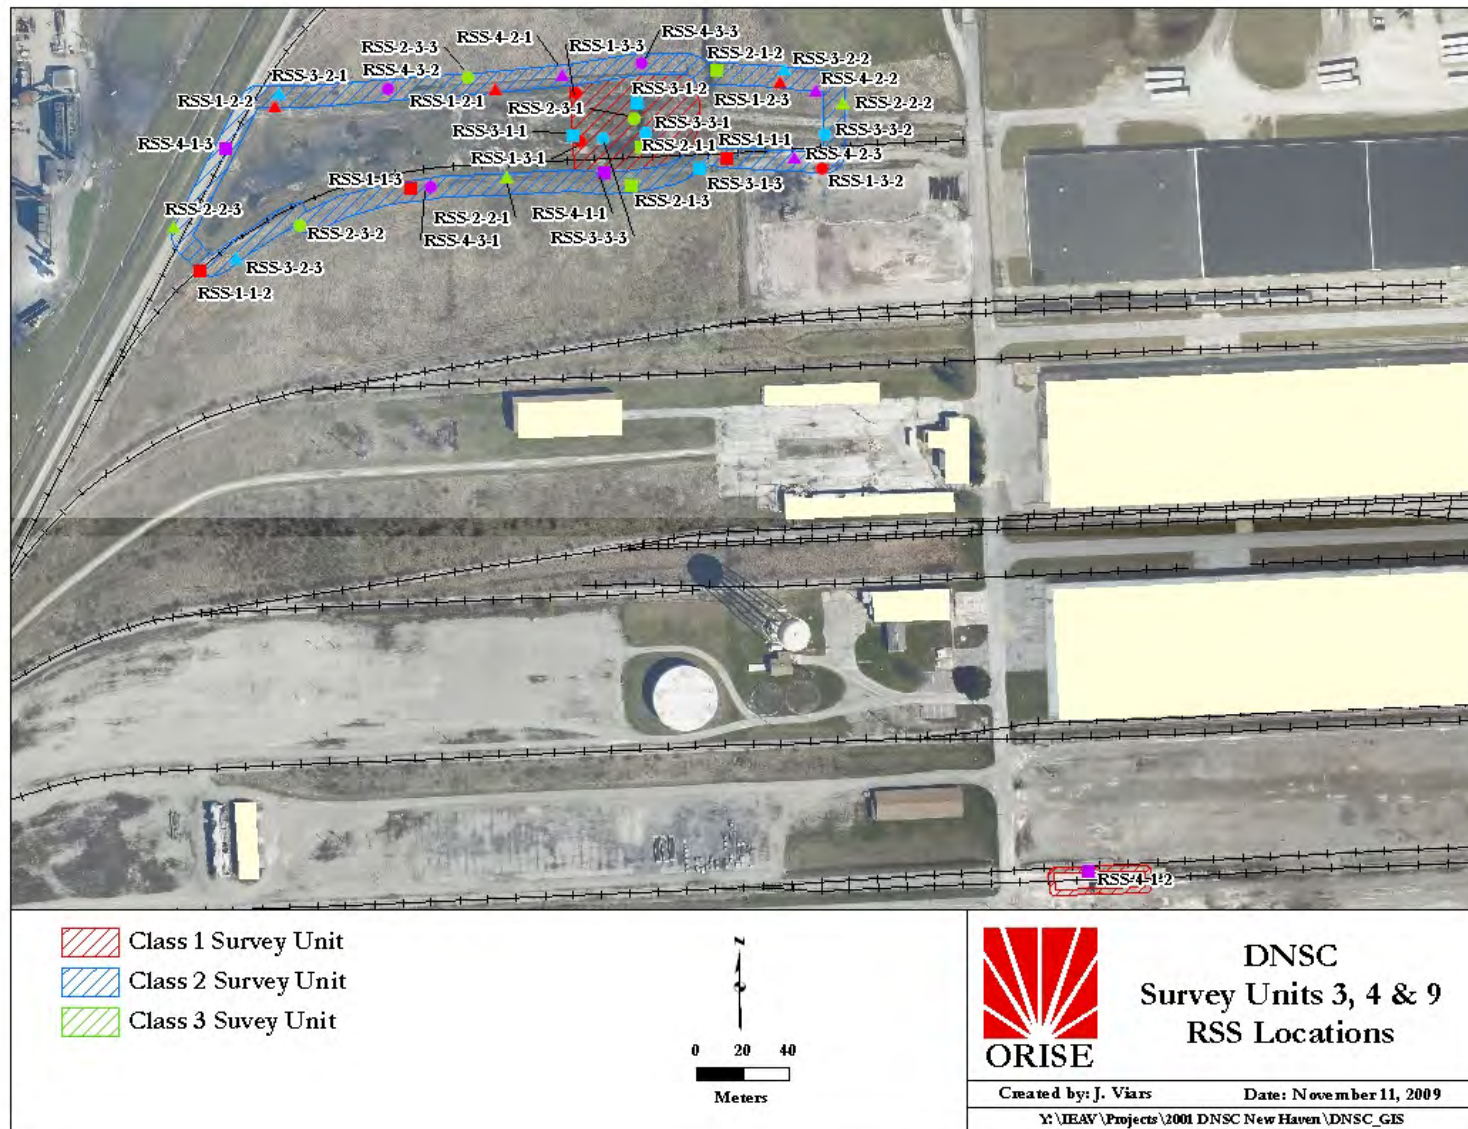 RSS-4-3-3
RSS-4-2-1
RSS-2-3-3
RSS-1-3-3
RSS-2-1-2
RSS-3-2-2
RSS-3-2-1
RSS-4-3-2
RSS-4-2-2
RSS-3-1-2
RSS-1-2-2
RSS-1-2-1
RSS-1-2-3
RSS-2-2-2
RSS-2-3-1
RSS-3-3-1
RSS-3-1-1
RSS-3-3-2
RSS-4-1-3
RSS-2-1-1
RSS-1-1-1
RSS-1-3-1
RSS-4-2-3
RSS-1-1-3
RSS-3-1-3
RSS-1-3-2
RSS-2-1-3
RSS-2-2-3
RSS-2-2-1
RSS-4-1-1
RSS-2-3-2
RSS-4-3-1
RSS-3-3-3
RSS-3-2-3
RSS-1-1-2
RSS-4-1-2
Class 1 Survey Unit
Class 2 Survey Unit
Class 3 Suvey Unit
N
0 20 40
Meters
ORISE
DNSC
Survey Units 3, 4 & 9
RSS Locations
Created by: J. Viars Date: November 11, 2009
Y:\IEAV\Projects\2001 DNSC New Haven\DNSC_GIS